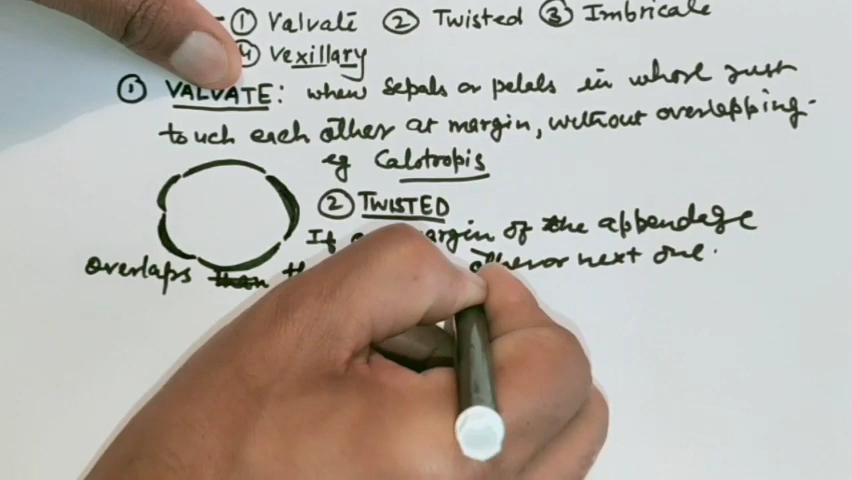 ① Valvate ② Twisted ③ Imbricate
④ Vexillary
① VALVATE: when sepals or petals in whorl just
touch each other at margin, without overlapping.
eg Calotropis
② TWISTED
If margin of the appendage
overlaps other or next one.